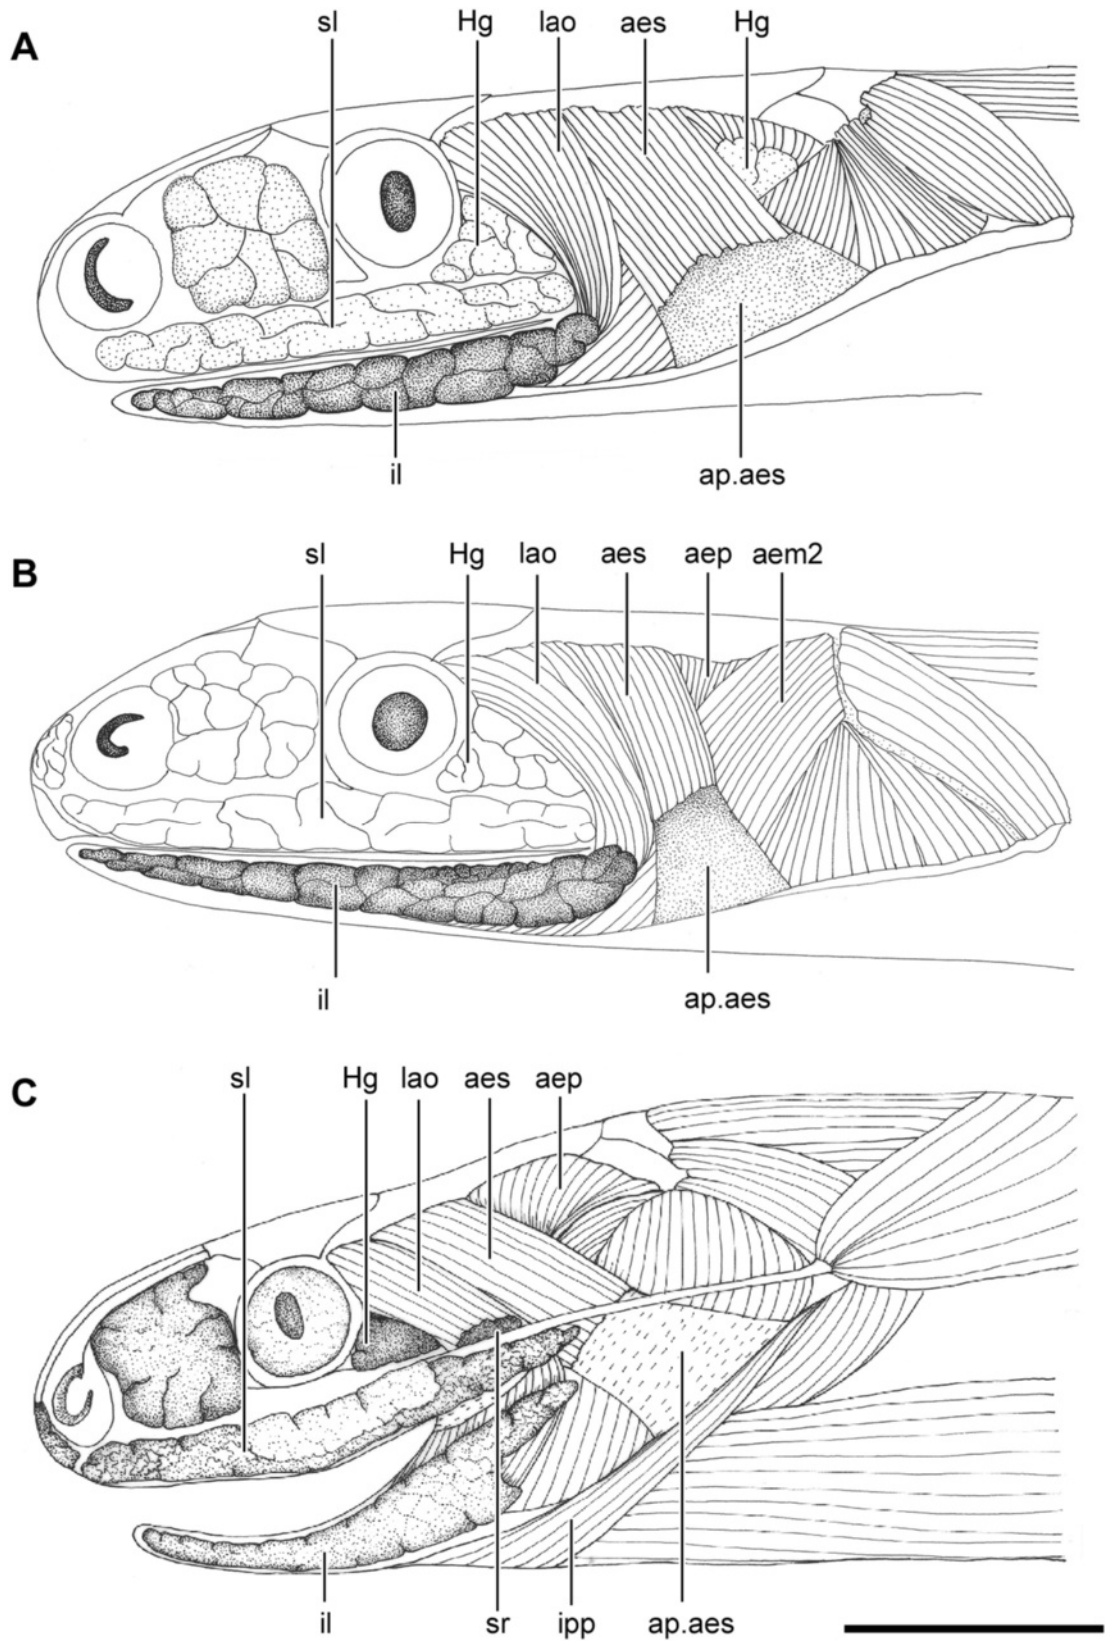 A
sl Hg lao aes Hg
il ap.aes
B
sl Hg lao aes aep aem2
il ap.aes
C
sl Hg lao aes aep
il sr ipp ap.aes